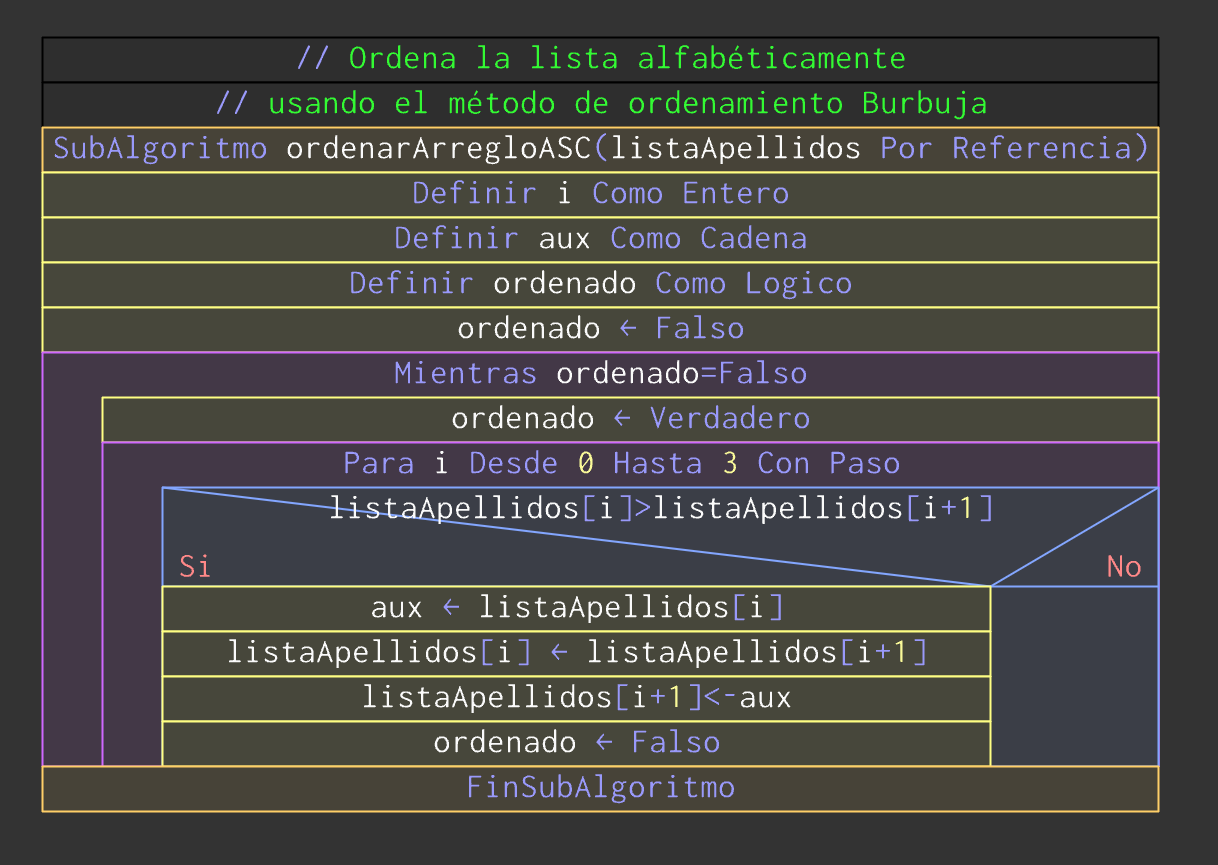 // Ordena la lista alfabéticamente
// usando el método de ordenamiento Burbuja
SubAlgoritmo ordenarArregloASC(listaApellidos Por Referencia)
Definir i Como Entero
Definir aux Como Cadena
Definir ordenado Como Logico
ordenado ← Falso
Mientras ordenado=Falso
ordenado ← Verdadero
Para i Desde 0 Hasta 3 Con Paso
listaApellidos[i]>listaApellidos[i+1]
Si No
aux ← listaApellidos[i]
listaApellidos[i] ← listaApellidos[i+1]
listaApellidos[i+1]<-aux
ordenado ← Falso
FinSubAlgoritmo